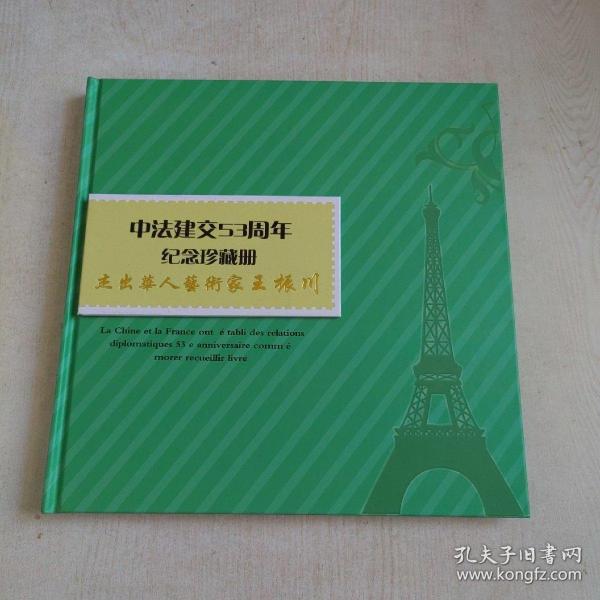 中法建交53周年
纪念珍藏册
杰出華人藝術家王振川
La Chine et la France ont é tabli des relations
diplomatiques 53 e anniversaire comm é
morer recueillir livre
孔夫子旧书网
www.kongfz.com